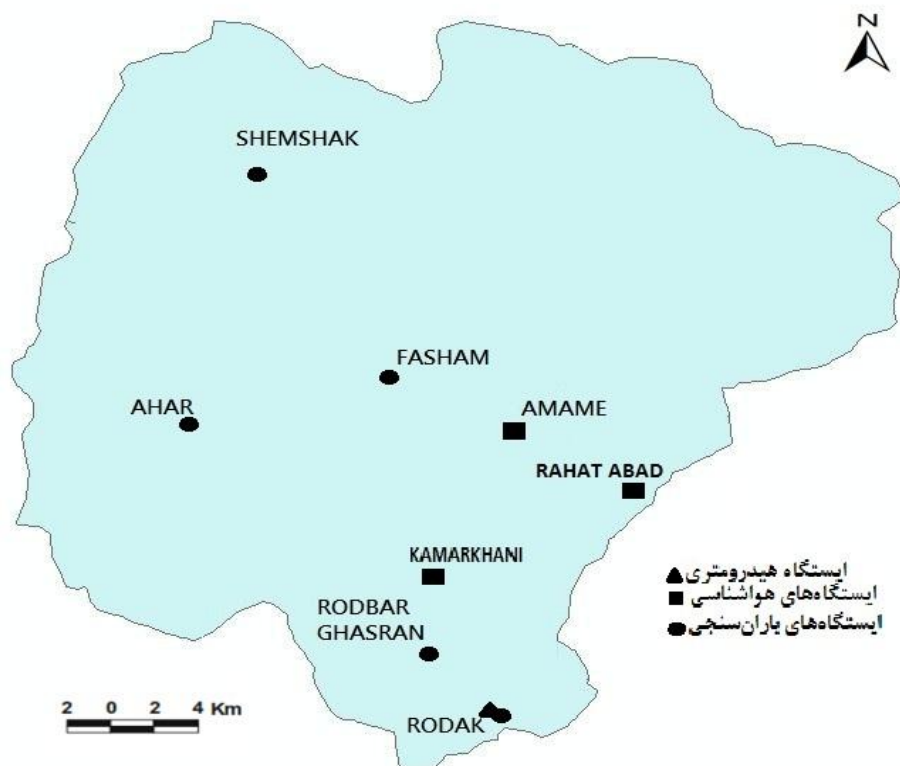 N
SHEMSHAK
FASHAM
AHAR
AMAME
RAHAT ABAD
KAMARKHANI
ایستگاه هیدرومتری
ایستگاه‌های هواشناسی
ایستگاه‌های باران‌سنجی
RODBAR
GHASRAN
2 0 2 4 Km
RODAK